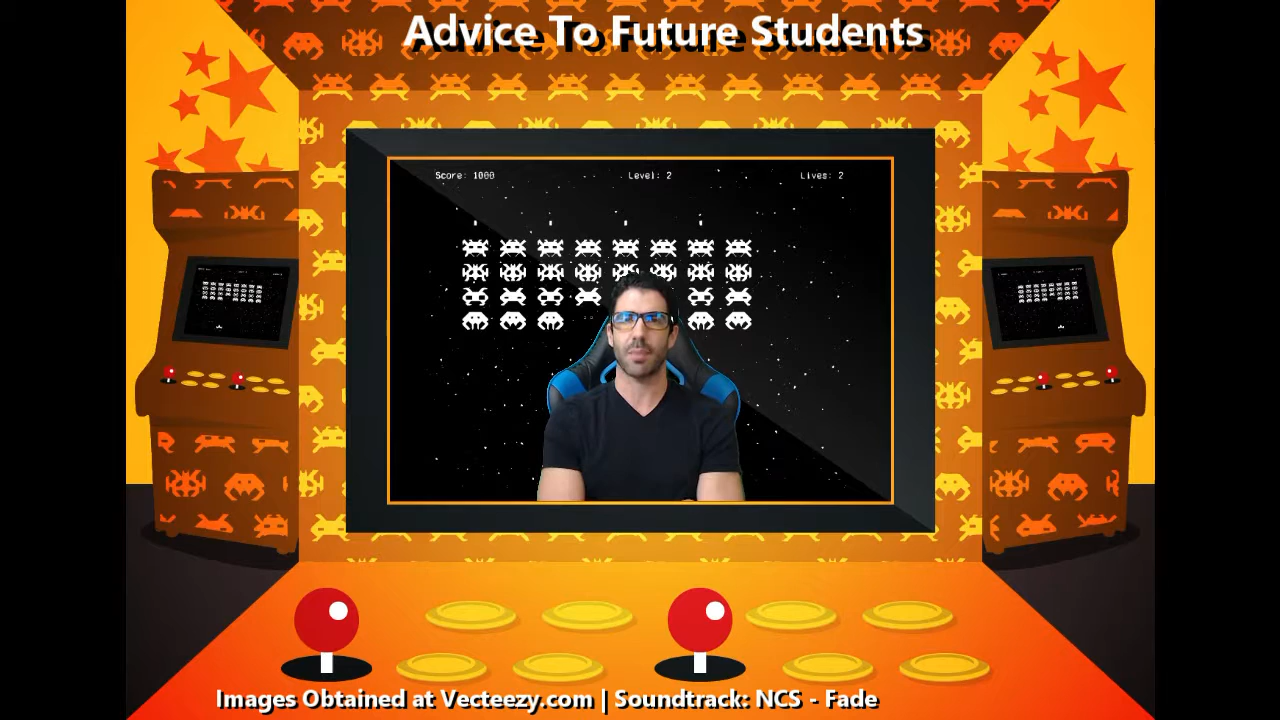 Advice To Future Students
Score: 1000 Level: 2 Lives: 2
Images Obtained at Vecteezy.com | Soundtrack: NCS - Fade